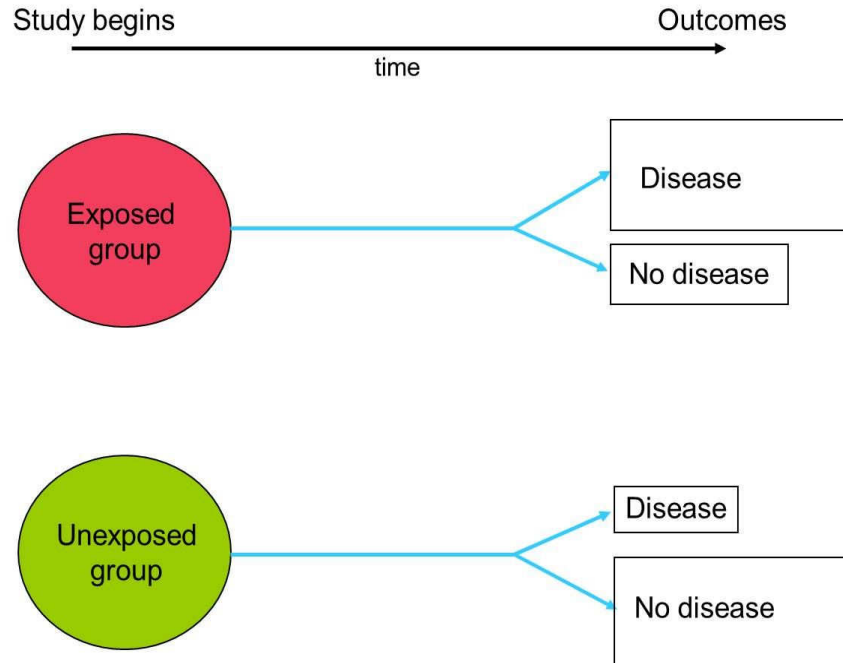 Study begins
Outcomes
time
Exposed
group
Disease
No disease
Unexposed
group
Disease
No disease